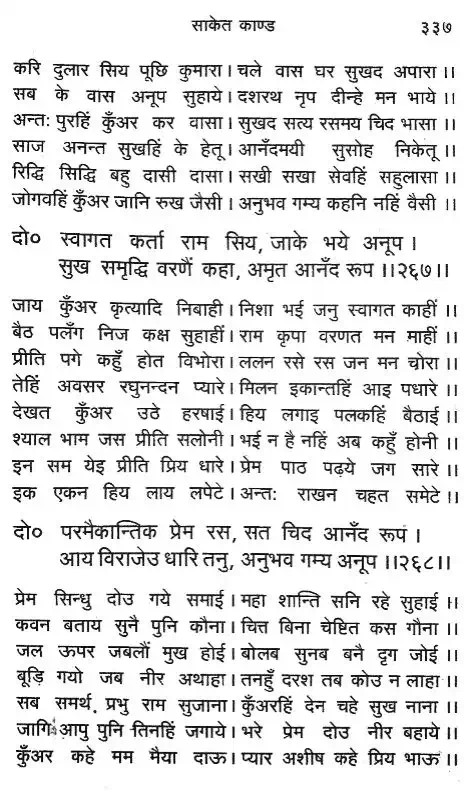 साकेत काण्ड ३३७
करि दुलार सिय पूछि कुमारा। चले वास घर सुखद अपारा ।।
सब के वास अनूप सुहाये। दशरथ नृप दीन्हे मन भाये ।।
अन्तः पुरहिं कुँअर कर वासा। सुखद सत्य रसमय चिद भासा ।।
साज अनन्त सुखहिं के हेतू। आनँदमयी सुसोह निकेतू ।।
रिद्धि सिद्धि बहु दासी दासा। सखी सखा सेवहिं सहुलासा ।।
जोगवहिं कुँअर जानि रुख जैसी। अनुभव गम्य कहनि नहिं वैसी ।।
दो० स्वागत कर्ता राम सिय, जाके भये अनूप ।
सुख समृद्धि वरणैं कहा, अमृत आनँद रूप ।।२६७।।
जाय कुँअर कृत्यादि निबाही। निशा भई जनु स्वागत काहीं ।।
बैठ पलँग निज कक्ष सुहाहीं। राम कृपा वरणत मन माहीं ।।
प्रीति पगे कहुँ होत विभोरा। ललन रसे रस जन मन चोरा ।।
तेहिं अवसर रघुनन्दन प्यारे। मिलन इकान्तहिं आइ पधारे ।।
देखत कुँअर उठे हरषाई। हिय लगाइ पलकहिं बैठाई ।।
श्याल भाम जस प्रीति सलोनी। भई न है नहिं अब कहुँ होनी ।।
इन सम येइ प्रीति प्रिय धारे। प्रेम पाठ पढ़ये जग सारे ।।
इक एकन हिय लाय लपेटे। अन्तः राखन चहत समेटे ।।
दो० परमैकान्तिक प्रेम रस, सत चिद आनँद रूप ।
आय विराजेउ धारि तनु, अनुभव गम्य अनूप ।।२६८।।
प्रेम सिन्धु दोउ गये समाई। महा शान्ति सनि रहे सुहाई ।।
कवन बताय सुनै पुनि कौना। चित्त बिना चेष्टित कस गौना ।।
जल ऊपर जबलौं मुख होई। बोलब सुनब बनै दृग जोई ।।
बूड़ि गयो जब नीर अथाहा। तनहुँ दरश तब कोउ न लाहा ।।
सब समर्थ प्रभु राम सुजाना। कुँअरहिं देन चहे सुख नाना ।।
जागि आपु पुनि तिनहिं जगाये। भरे प्रेम दोउ नीर बहाये ।।
कुँअर कहे मम मैया दाऊ। प्यार अशीष कहे प्रिय भाऊ ।।